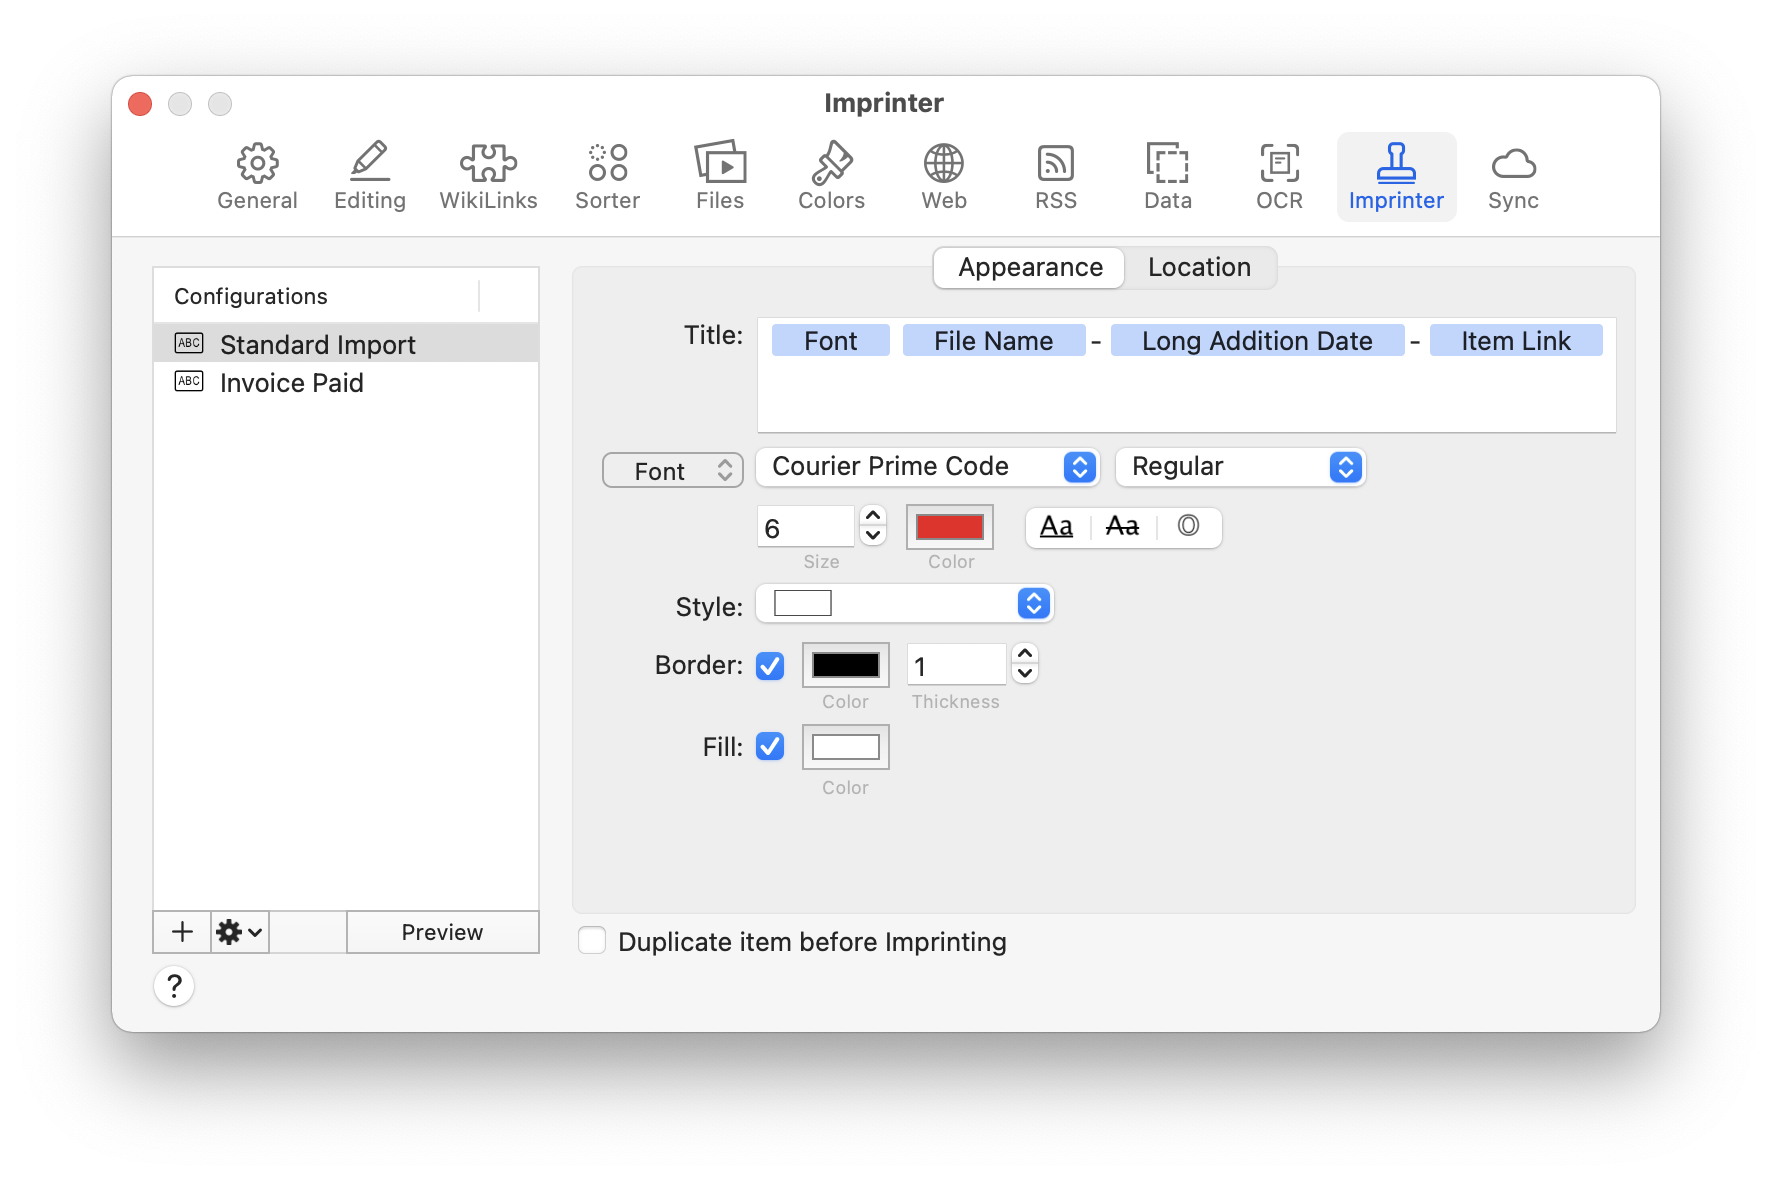 Imprinter
General Editing WikiLinks Sorter Files Colors Web RSS Data OCR Imprinter Sync
Appearance Location
Configurations
ABC Standard Import
ABC Invoice Paid
Title: Font File Name - Long Addition Date - Item Link
Font Courier Prime Code Regular
6 Aa Aa O
Size Color
Style:
Border: 1
Color Thickness
Fill:
Color
+ Preview
Duplicate item before Imprinting
?